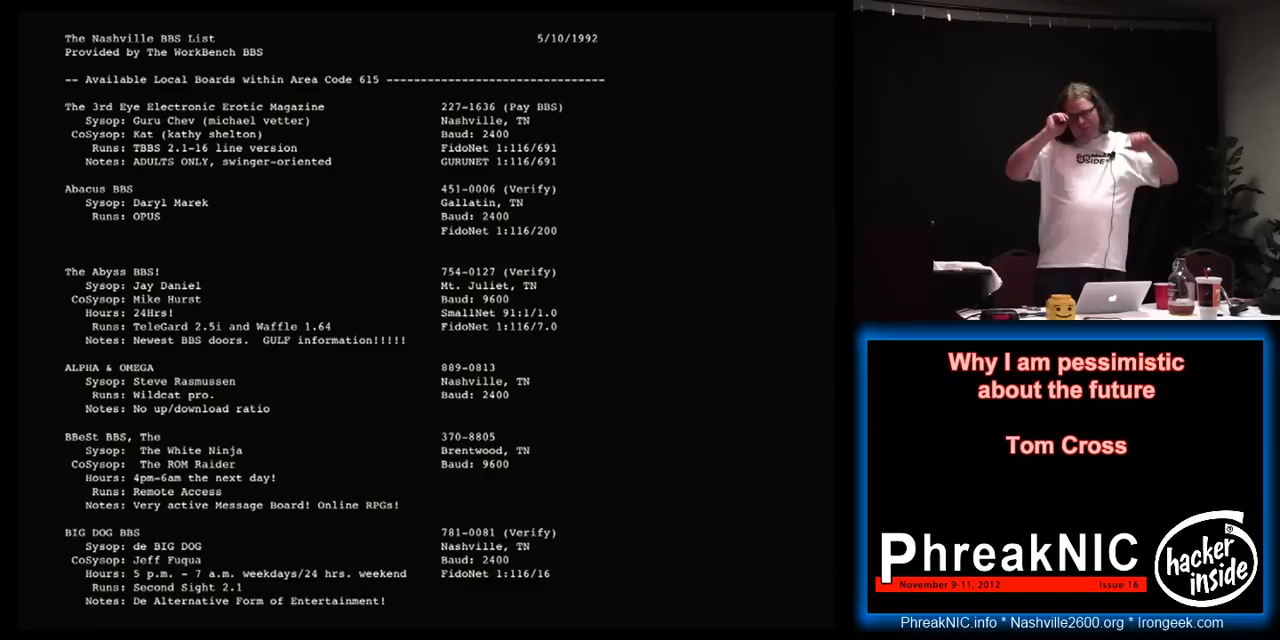 The Nashville BBS List 5/10/1992
Provided by The WorkBench BBS
-- Available Local Boards within Area Code 615 --------------------------------
The 3rd Eye Electronic Erotic Magazine 227-1636 (Pay BBS)
Sysop: Guru Chev (michael vetter) Nashville, TN
CoSysop: Kat (kathy shelton) Baud: 2400
Runs: TBBS 2.1-16 line version FidoNet 1:116/691
Notes: ADULTS ONLY, swinger-oriented GURUNET 1:116/691
Abacus BBS 451-0006 (Verify)
Sysop: Daryl Marek Gallatin, TN
Runs: OPUS Baud: 2400
FidoNet 1:116/200
The Abyss BBS! 754-0127 (Verify)
Sysop: Jay Daniel Mt. Juliet, TN
CoSysop: Mike Hurst Baud: 9600
Hours: 24Hrs! SmallNet 91:1/1.0
Runs: TeleGard 2.5i and Waffle 1.64 FidoNet 1:116/7.0
Notes: Newest BBS doors. GULF information!!!!!
ALPHA & OMEGA 889-0813
Sysop: Steve Rasmussen Nashville, TN
Runs: Wildcat pro. Baud: 2400
Notes: No up/download ratio
BBeSt BBS, The 370-8805
Sysop: The White Ninja Brentwood, TN
CoSysop: The ROM Raider Baud: 9600
Hours: 4pm-6am the next day!
Runs: Remote Access
Notes: Very active Message Board! Online RPGs!
BIG DOG BBS 781-0081 (Verify)
Sysop: de BIG DOG Nashville, TN
CoSysop: Jeff Fuqua Baud: 2400
Hours: 5 p.m. - 7 a.m. weekdays/24 hrs. weekend FidoNet 1:116/16
Runs: Second Sight 2.1
Notes: De Alternative Form of Entertainment!
Why I am pessimistic
about the future
Tom Cross
PhreakNIC
November 9-11, 2012 Issue 16
hacker
inside
PhreakNIC.info * Nashville2600.org * Irongeek.com